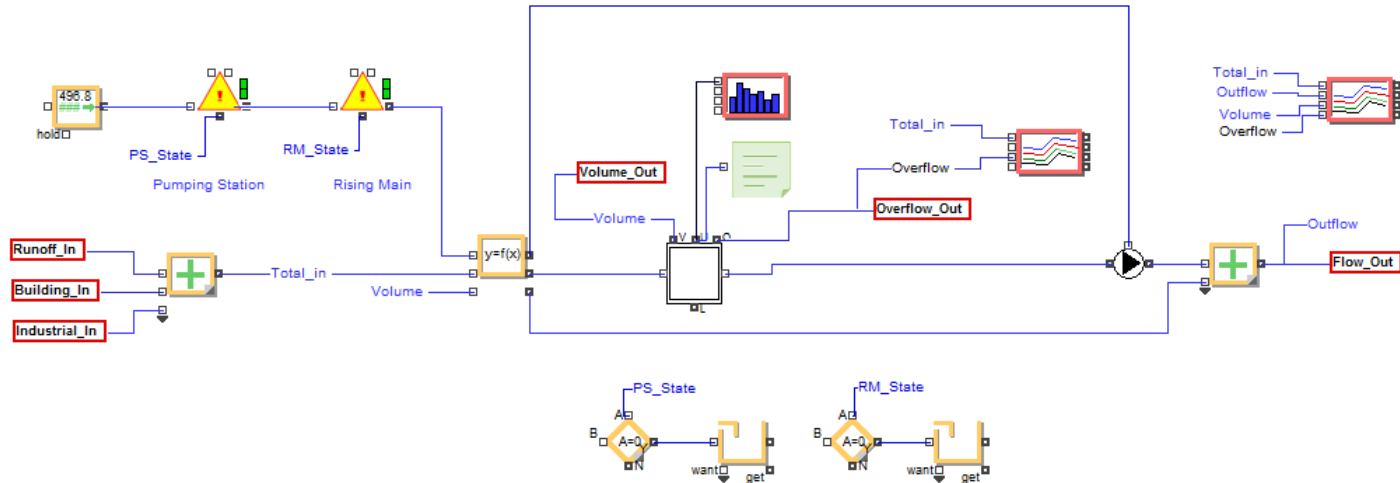 496.8
hold
PS_State
RM_State
Pumping Station
Rising Main
Runoff_In
Building_In
Industrial_In
Total_in
Volume
y=f(x)
Volume_Out
Volume
V
U
O
L
Total_in
Overflow
Overflow_Out
Total_in
Outflow
Volume
Overflow
Outflow
Flow_Out
PS_State
A
B
A=0
Y
N
want
get
RM_State
A
B
A=0
Y
N
want
get